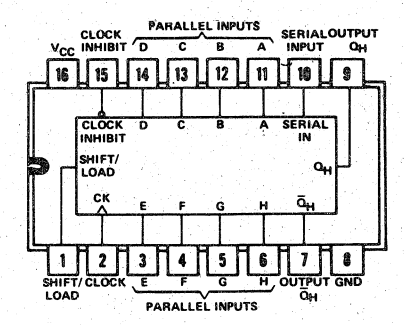 PARALLEL INPUTS
CLOCK SERIAL OUTPUT
VCC INHIBIT D C B A INPUT QH
16 15 14 13 12 11 10 9
CLOCK D C B A SERIAL
INHIBIT IN
SHIFT/
LOAD QH
CK E F G H Q̅H
1 2 3 4 5 6 7 8
SHIFT/ CLOCK E F G H OUTPUT GND
LOAD Q̅H
PARALLEL INPUTS